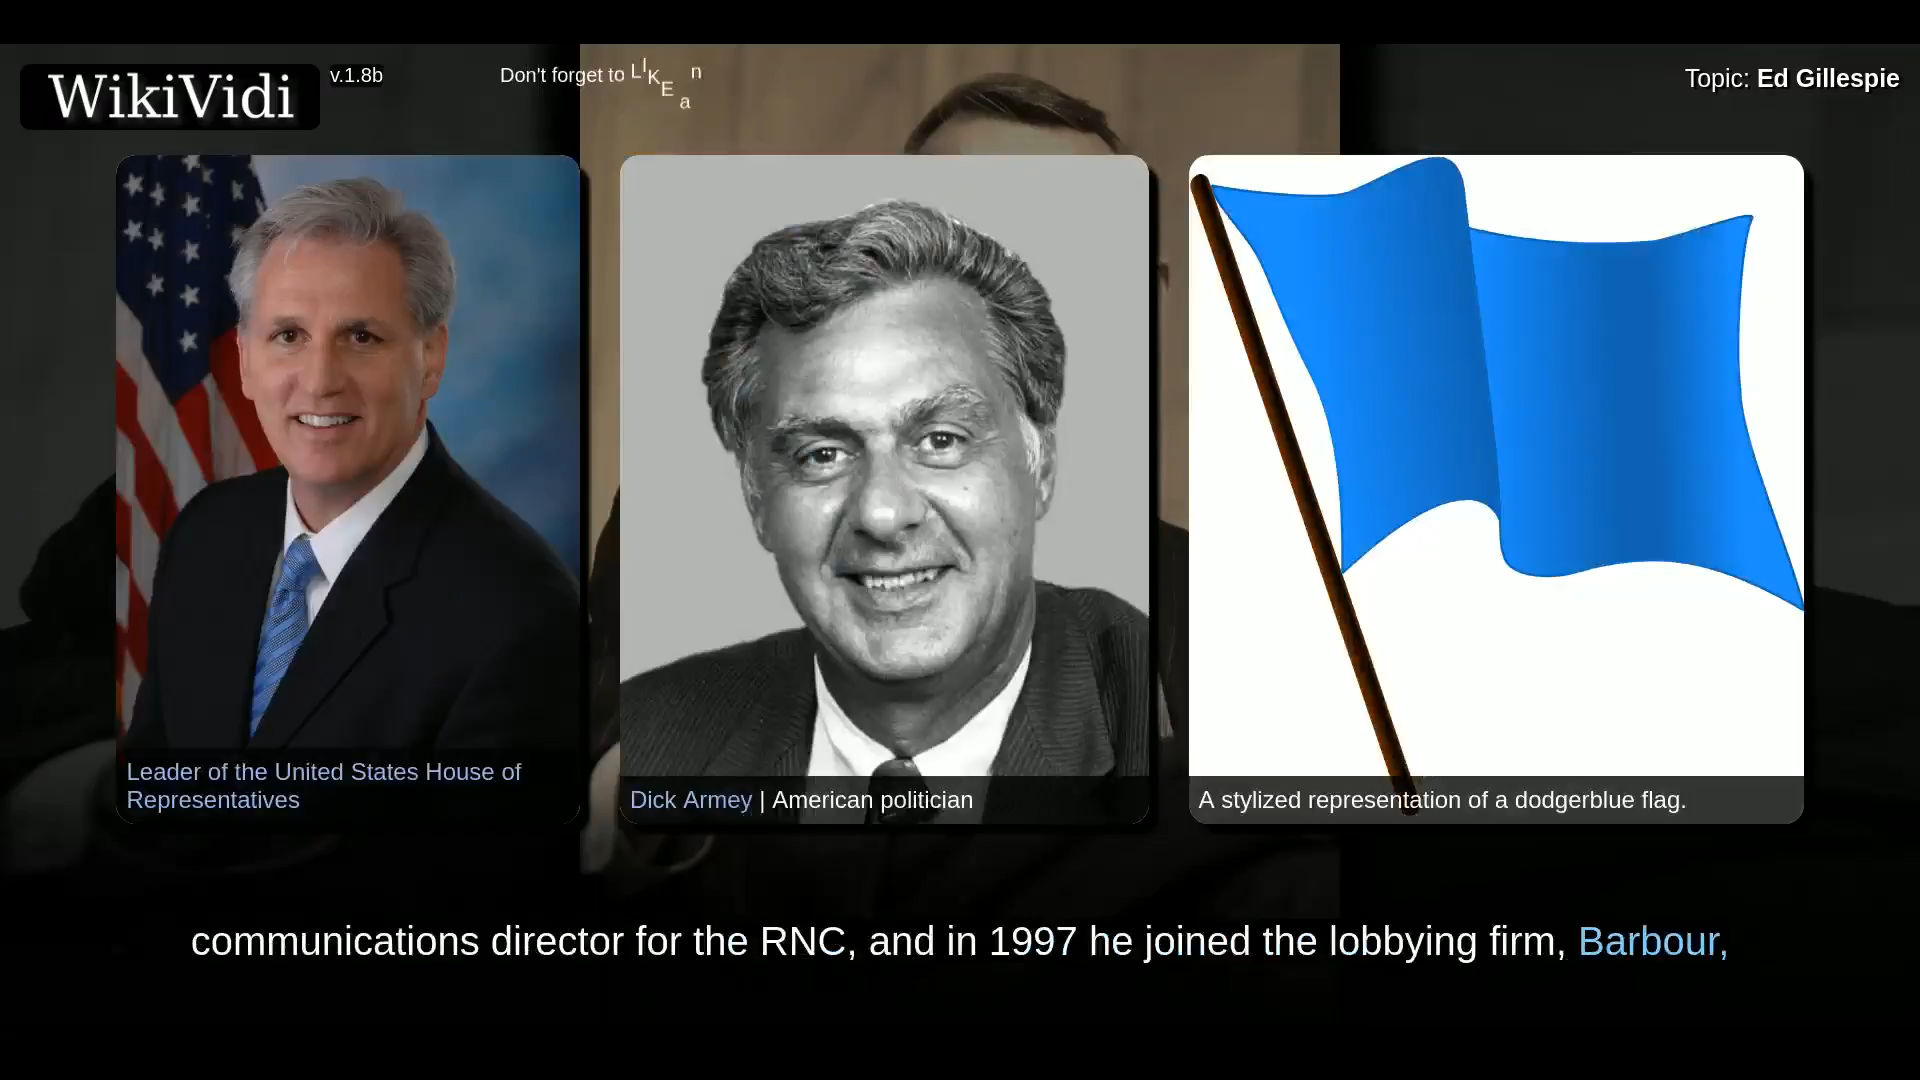 WikiVidi
v.1.8b
Don't forget to LIKE an
Topic: Ed Gillespie
Leader of the United States House of
Representatives
Dick Armey | American politician
A stylized representation of a dodgerblue flag.
communications director for the RNC, and in 1997 he joined the lobbying firm, Barbour,